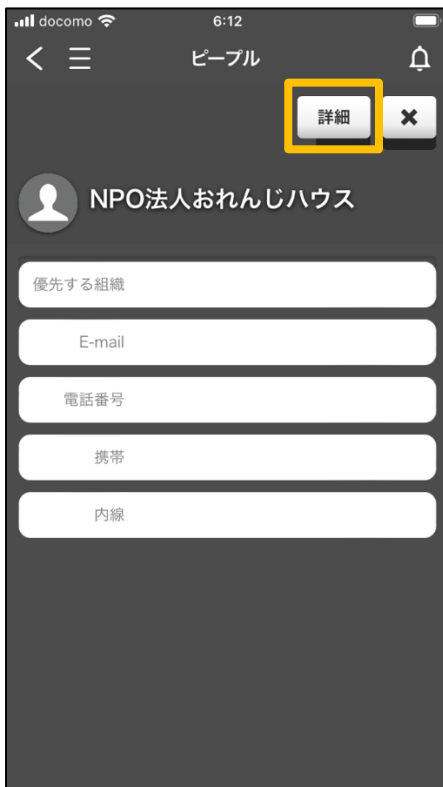 docomo 6:12
ピープル
詳細
NPO法人おれんじハウス
優先する組織
E-mail
電話番号
携帯
内線